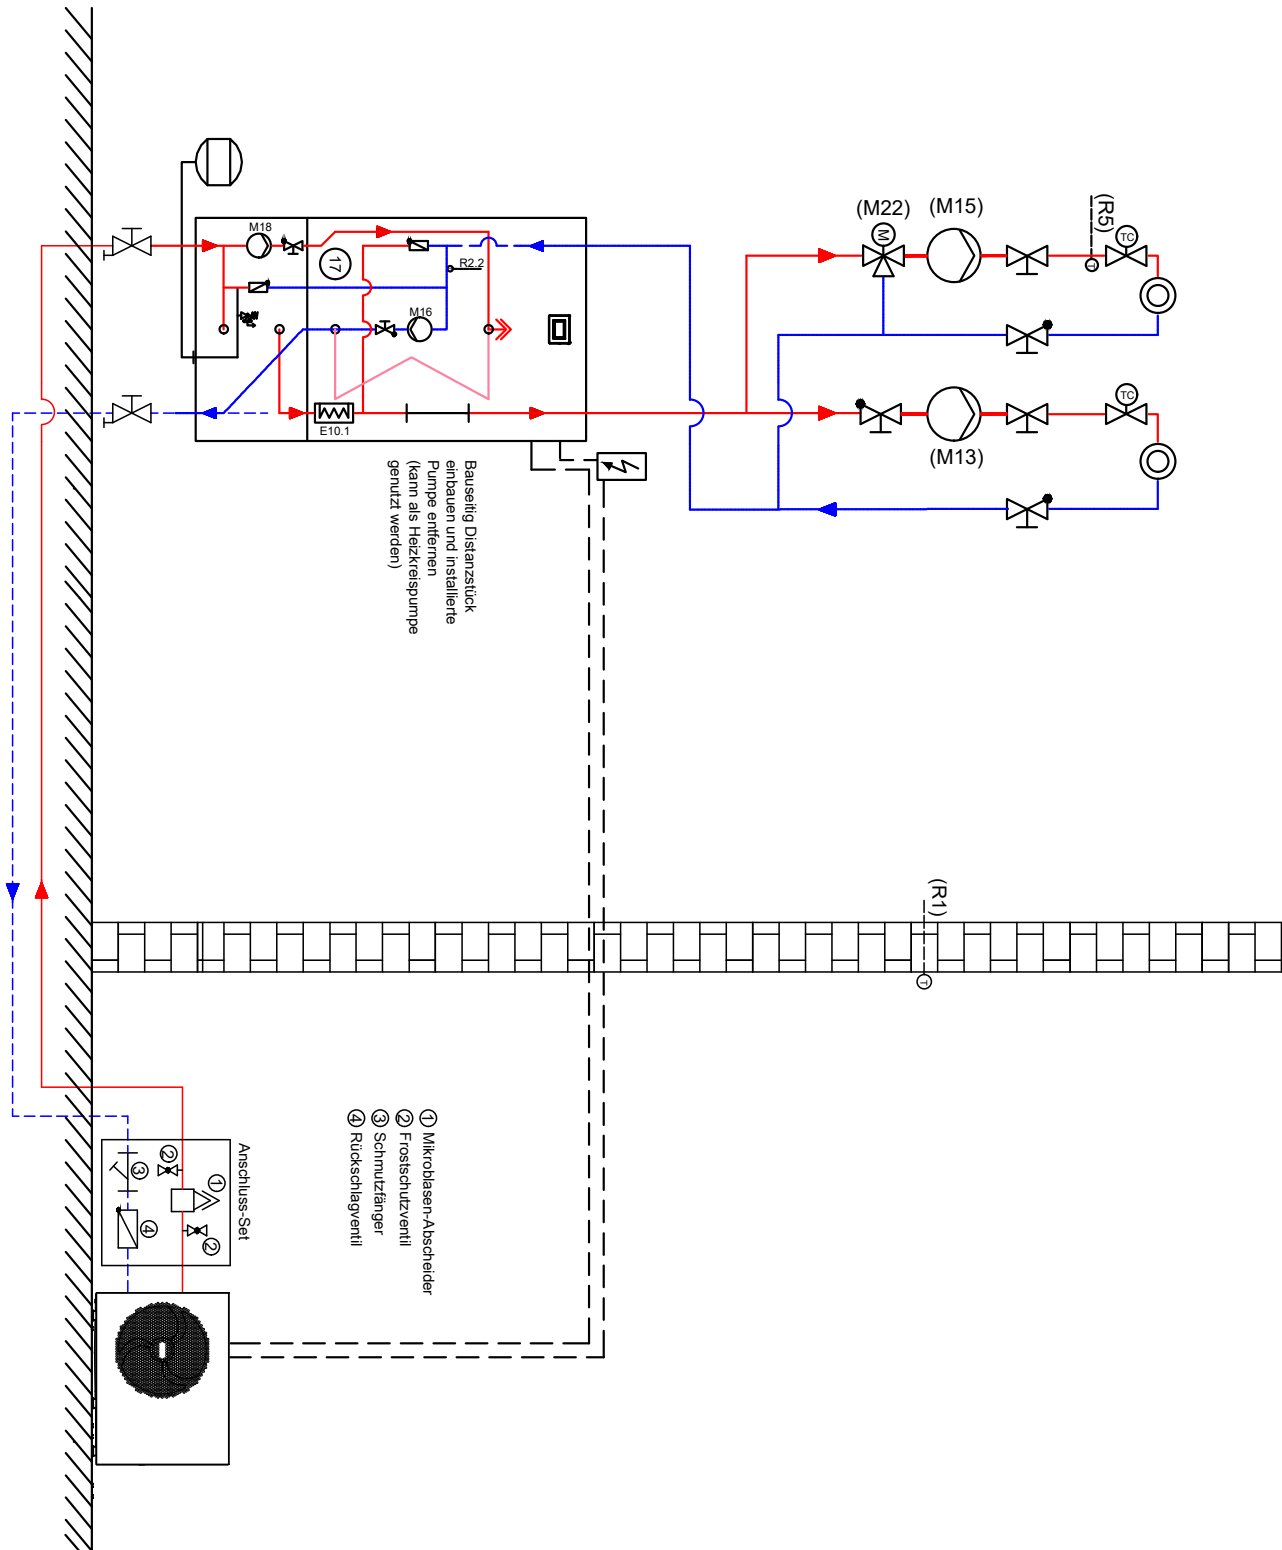 (M22)
(M15)
(R5)
M
TC
T
M18
17
R2.2
M16
E10.1
TC
(M13)
Bauseitig Distanzstück
einbauen und installierte
Pumpe entfernen
(kann als Heizkreispumpe
genutzt werden)
(R1)
T
1 Mikroblasen-Abscheider
2 Frostschutzventil
3 Schmutzfänger
4 Rückschlagventil
Anschluss-Set
1
2
3
2
4